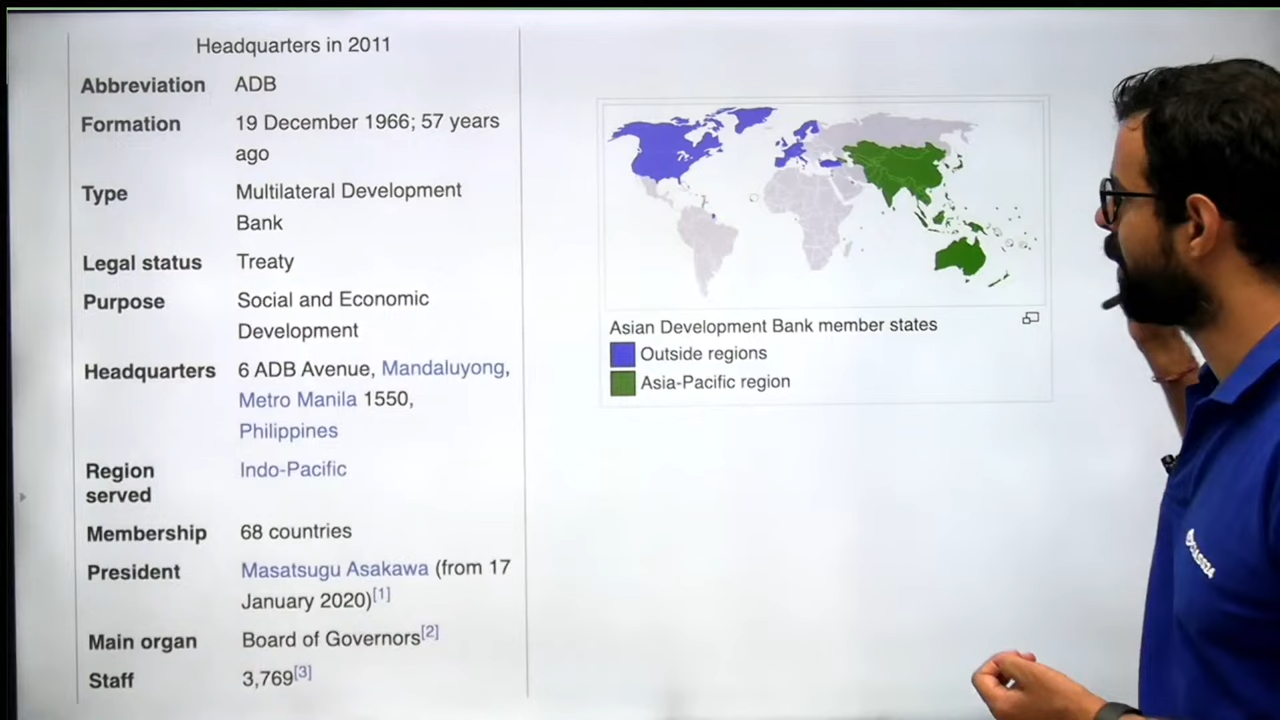 Headquarters in 2011
Abbreviation ADB
Formation 19 December 1966; 57 years
ago
Type Multilateral Development
Bank
Legal status Treaty
Purpose Social and Economic
Development
Headquarters 6 ADB Avenue, Mandaluyong,
Metro Manila 1550,
Philippines
Region Indo-Pacific
served
Membership 68 countries
President Masatsugu Asakawa (from 17
January 2020)[1]
Main organ Board of Governors[2]
Staff 3,769[3]
Asian Development Bank member states
Outside regions
Asia-Pacific region